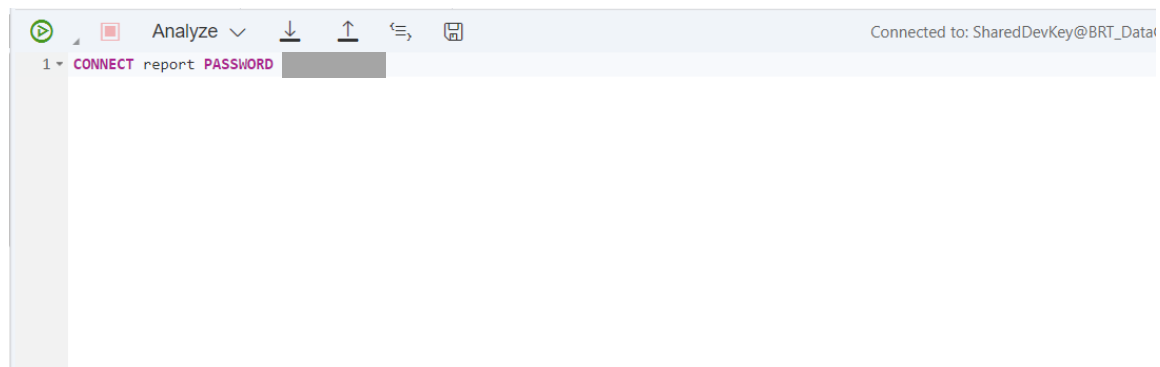 Analyze
Connected to: SharedDevKey@BRT_Data
1 CONNECT report PASSWORD